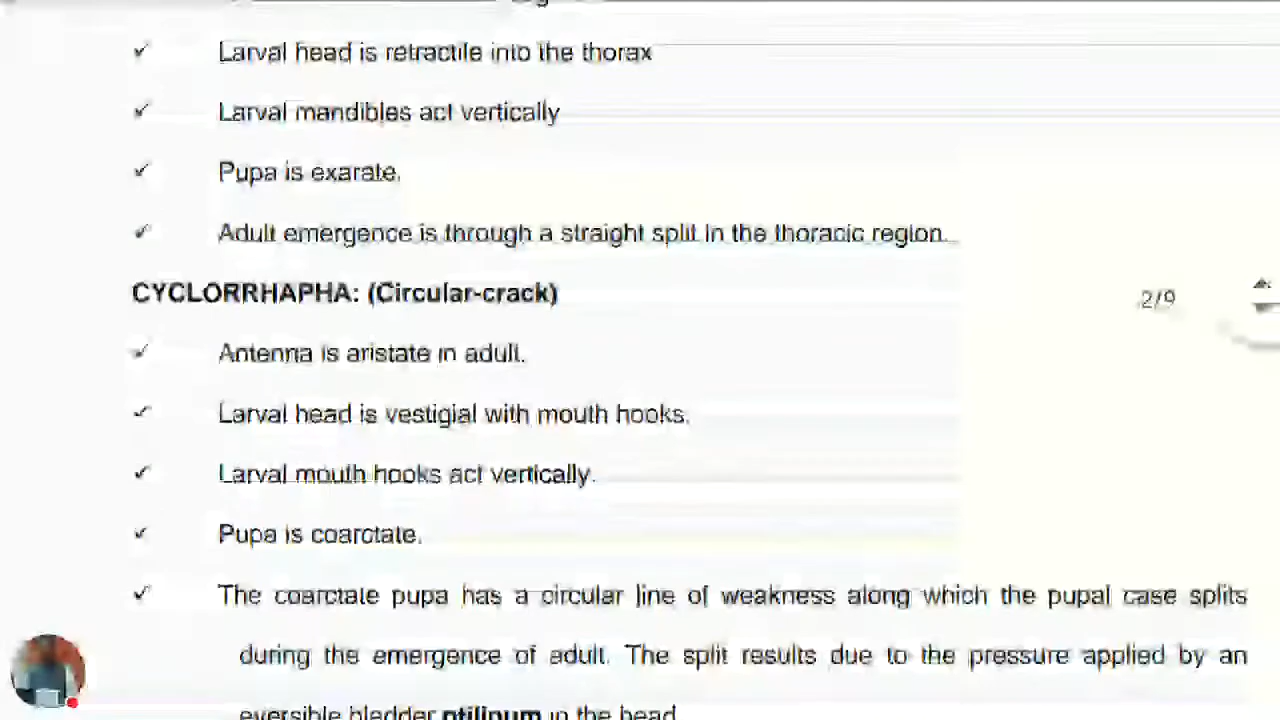 ✓ Larval head is retractile into the thorax
✓ Larval mandibles act vertically
✓ Pupa is exarate.
✓ Adult emergence is through a straight split in the thoracic region.
CYCLORRHAPHA: (Circular-crack)
2/9
✓ Antenna is aristate in adult.
✓ Larval head is vestigial with mouth hooks.
✓ Larval mouth hooks act vertically.
✓ Pupa is coarctate.
✓ The coarctate pupa has a circular line of weakness along which the pupal case splits
during the emergence of adult. The split results due to the pressure applied by an
eversible bladder ptilinum in the head